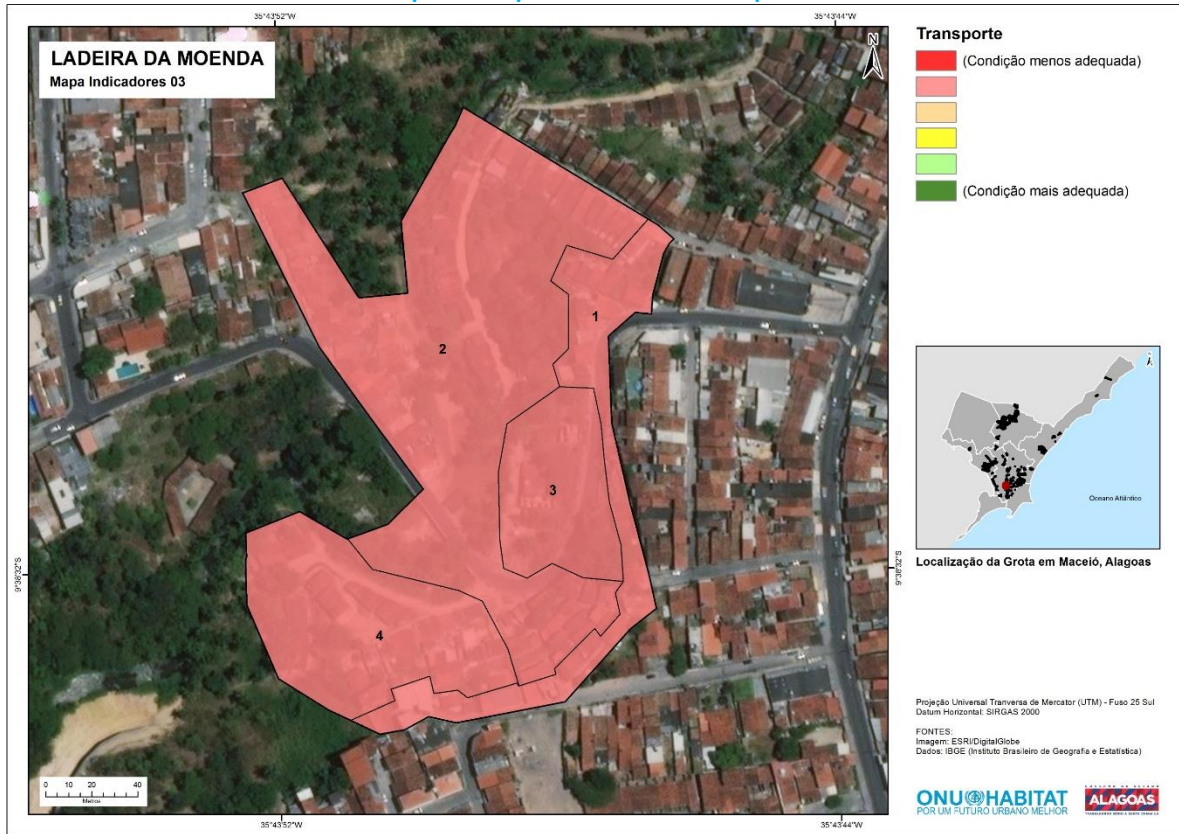 35°43'52"W
35°43'44"W
LADEIRA DA MOENDA
Mapa Indicadores 03
N
Transporte
(Condição menos adequada)
(Condição mais adequada)
1
2
3
4
9°38'32"S
9°38'32"S
Oceano Atlântico
Localização da Grota em Maceió, Alagoas
Projeção Universal Tranversa de Mercator (UTM) - Fuso 25 Sul
Datum Horizontal: SIRGAS 2000
FONTES:
Imagem: ESRI/DigitalGlobe
Dados: IBGE (Instituto Brasileiro de Geografia e Estatística)
0 10 20 40
Metros
ONU HABITAT
POR UM FUTURO URBANO MELHOR
ALAGOAS
35°43'52"W
35°43'44"W